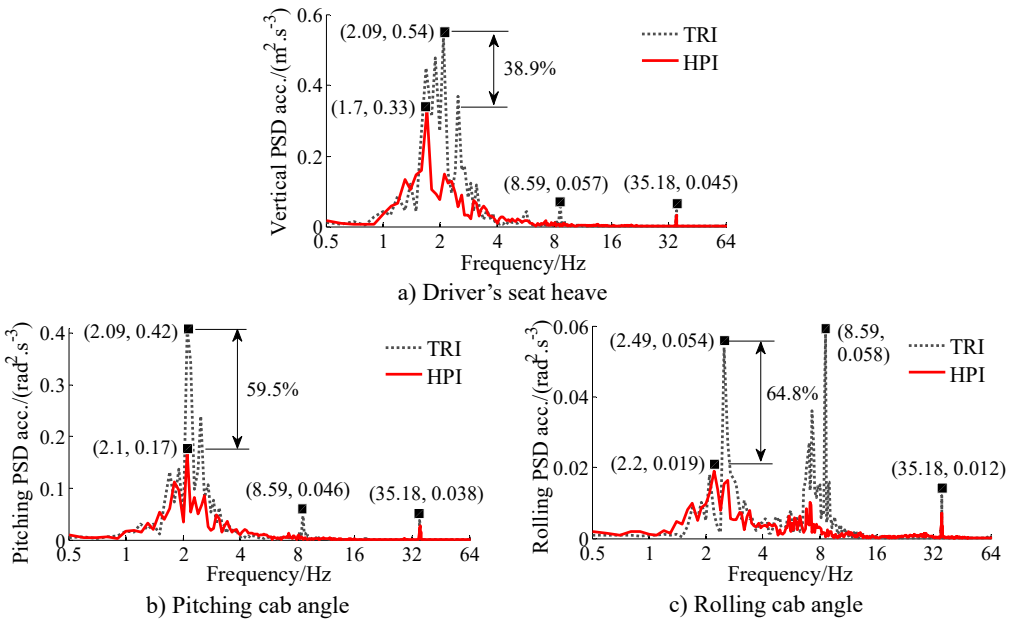 Vertical PSD acc./(m².s⁻³)
0.6
0.4
0.2
0
(2.09, 0.54)
(1.7, 0.33)
38.9%
TRI
HPI
(8.59, 0.057)
(35.18, 0.045)
0.5 1 2 4 8 16 32 64
Frequency/Hz
a) Driver's seat heave
Pitching PSD acc./(rad².s⁻³)
0.4
0.3
0.2
0.1
0
(2.09, 0.42)
(2.1, 0.17)
59.5%
TRI
HPI
(8.59, 0.046)
(35.18, 0.038)
0.5 1 2 4 8 16 32 64
Frequency/Hz
b) Pitching cab angle
Rolling PSD acc./(rad².s⁻³)
0.06
0.04
0.02
0
(2.49, 0.054)
(2.2, 0.019)
64.8%
(8.59,
0.058)
TRI
HPI
(35.18, 0.012)
0.5 1 2 4 8 16 32 64
Frequency/Hz
c) Rolling cab angle